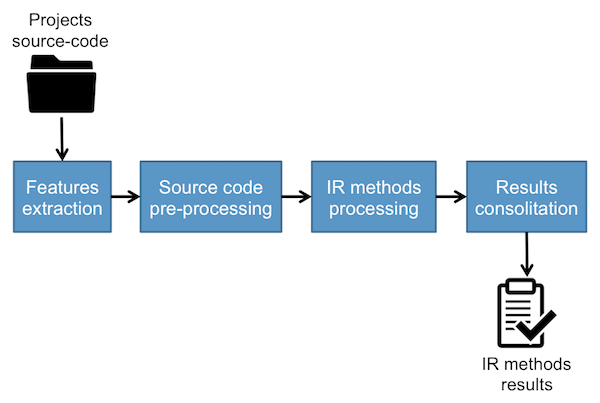 Projects
source-code
Features
extraction
Source code
pre-processing
IR methods
processing
Results
consolitation
IR methods
results